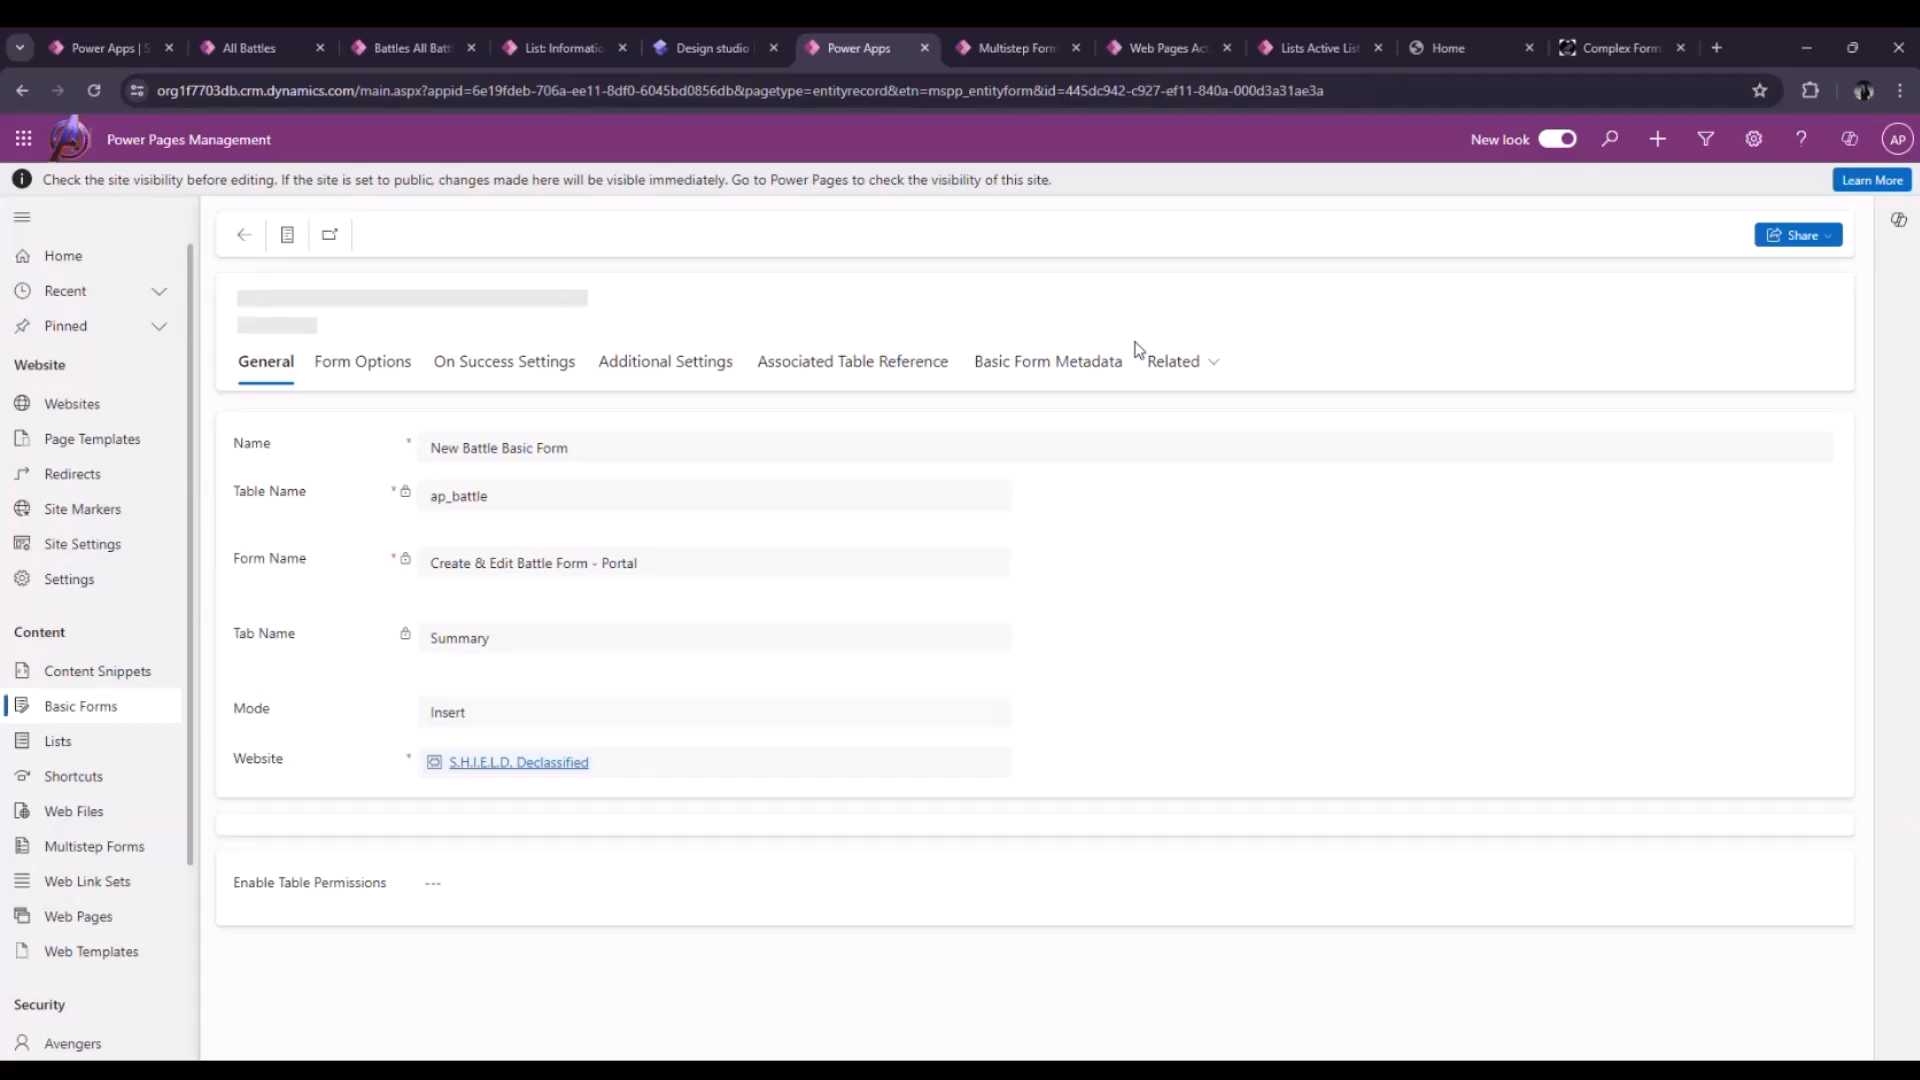 Power Apps | S
All Battles
Battles All Batt
List: Informatio
Design studio
Power Apps
Multistep Form
Web Pages Ac
Lists Active List
Home
Complex Form
org1f7703db.crm.dynamics.com/main.aspx?appid=6e19fdeb-706a-ee11-8df0-6045bd0856db&pagetype=entityrecord&etn=mspp_entityform&id=445dc942-c927-ef11-840a-000d3a31ae3a
Power Pages Management
New look
AP
Check the site visibility before editing. If the site is set to public, changes made here will be visible immediately. Go to Power Pages to check the visibility of this site.
Learn More
Share
Home
Recent
Pinned
Website
Websites
Page Templates
Redirects
Site Markers
Site Settings
Settings
Content
Content Snippets
Basic Forms
Lists
Shortcuts
Web Files
Multistep Forms
Web Link Sets
Web Pages
Web Templates
Security
Avengers
General
Form Options
On Success Settings
Additional Settings
Associated Table Reference
Basic Form Metadata
Related
Name * New Battle Basic Form
Table Name * ap_battle
Form Name * Create & Edit Battle Form - Portal
Tab Name Summary
Mode Insert
Website * S.H.I.E.L.D. Declassified
Enable Table Permissions ---